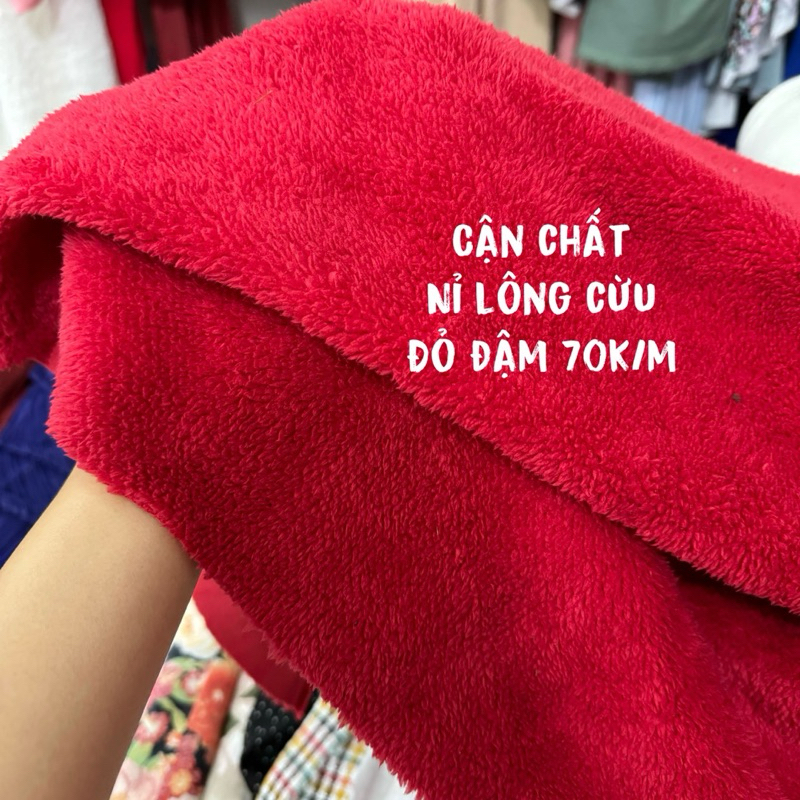 CẬN CHẤT
NỈ LÔNG CỪU
ĐỎ ĐẬM 70K/M